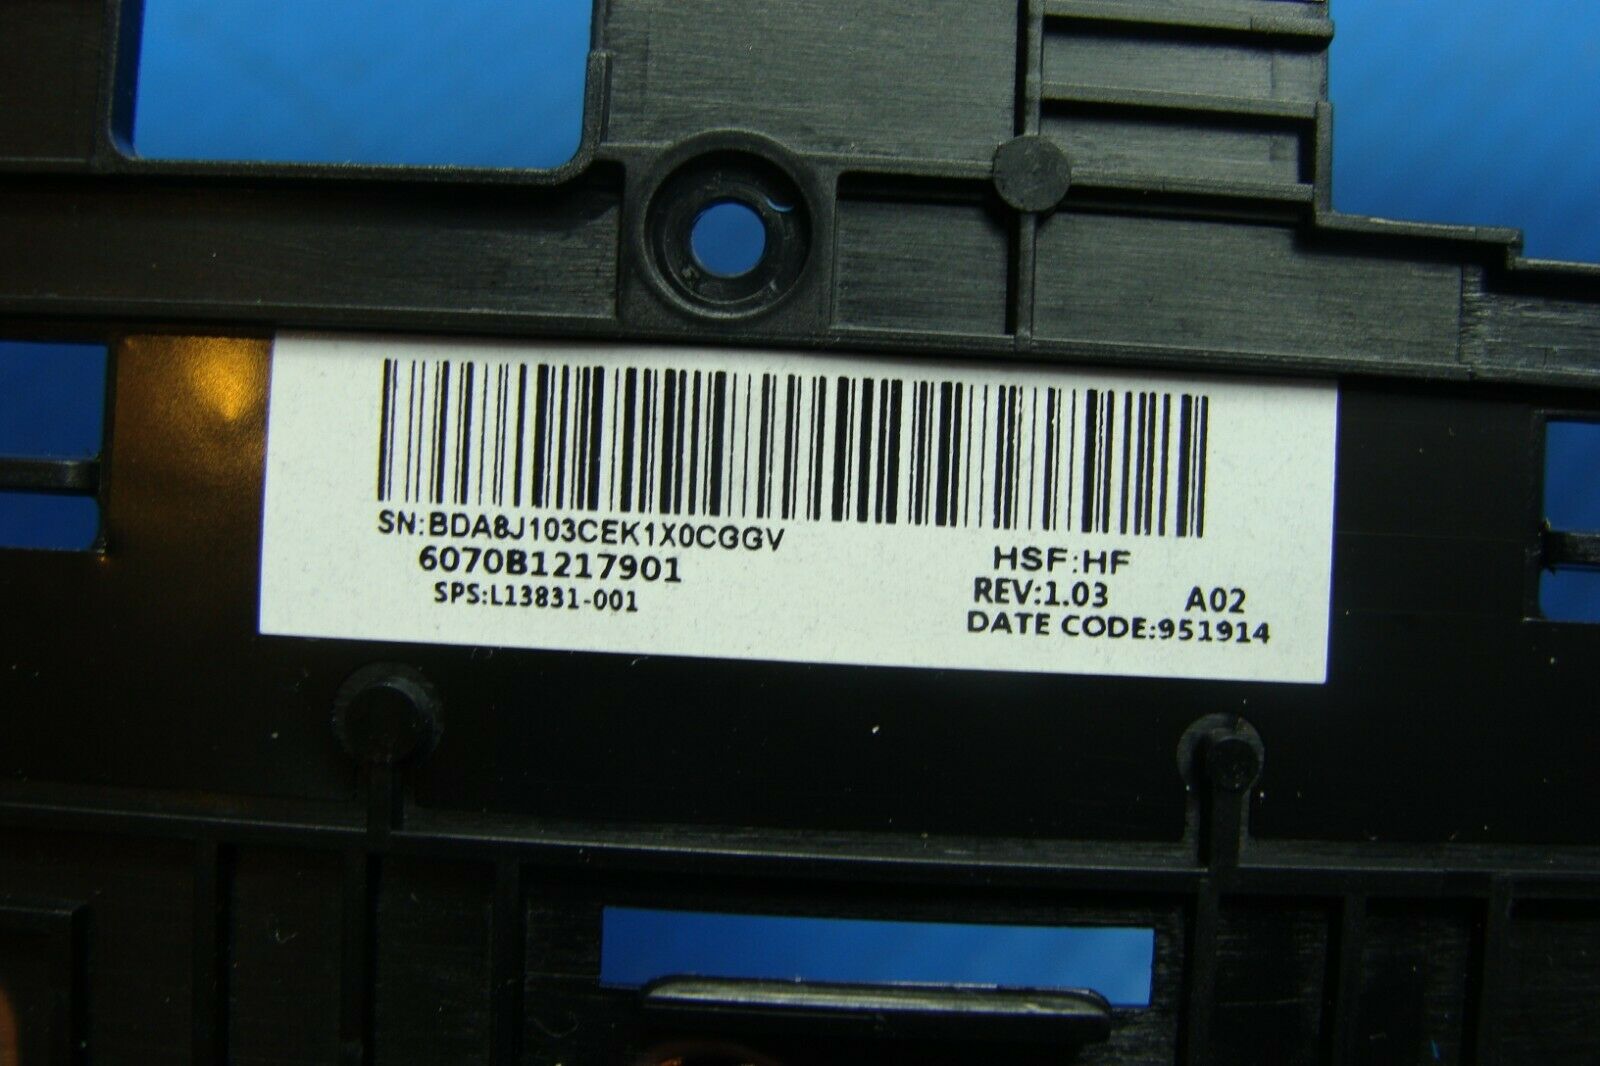 SN:BDA8J103CEK1X0CGGV
6070B1217901
SPS:L13831-001
HSF:HF
REV:1.03 A02
DATE CODE:951914